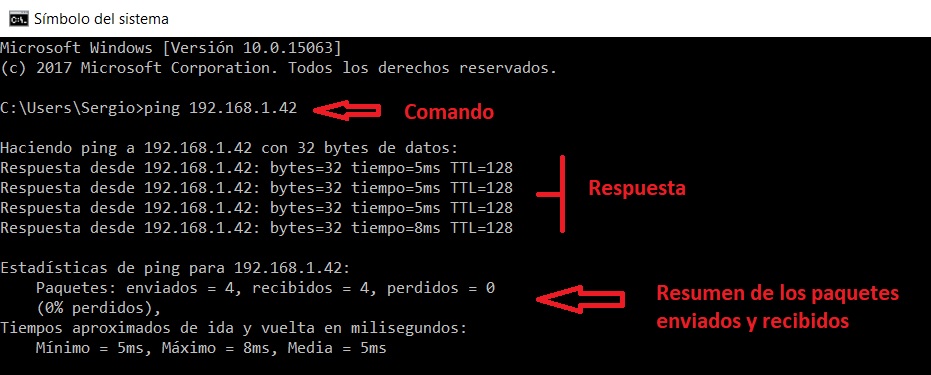 Símbolo del sistema
Microsoft Windows [Versión 10.0.15063]
(c) 2017 Microsoft Corporation. Todos los derechos reservados.
C:\Users\Sergio>ping 192.168.1.42
Comando
Haciendo ping a 192.168.1.42 con 32 bytes de datos:
Respuesta desde 192.168.1.42: bytes=32 tiempo=5ms TTL=128
Respuesta desde 192.168.1.42: bytes=32 tiempo=5ms TTL=128
Respuesta desde 192.168.1.42: bytes=32 tiempo=5ms TTL=128
Respuesta desde 192.168.1.42: bytes=32 tiempo=8ms TTL=128
Respuesta
Estadísticas de ping para 192.168.1.42:
Paquetes: enviados = 4, recibidos = 4, perdidos = 0
(0% perdidos),
Tiempos aproximados de ida y vuelta en milisegundos:
Mínimo = 5ms, Máximo = 8ms, Media = 5ms
Resumen de los paquetes
enviados y recibidos